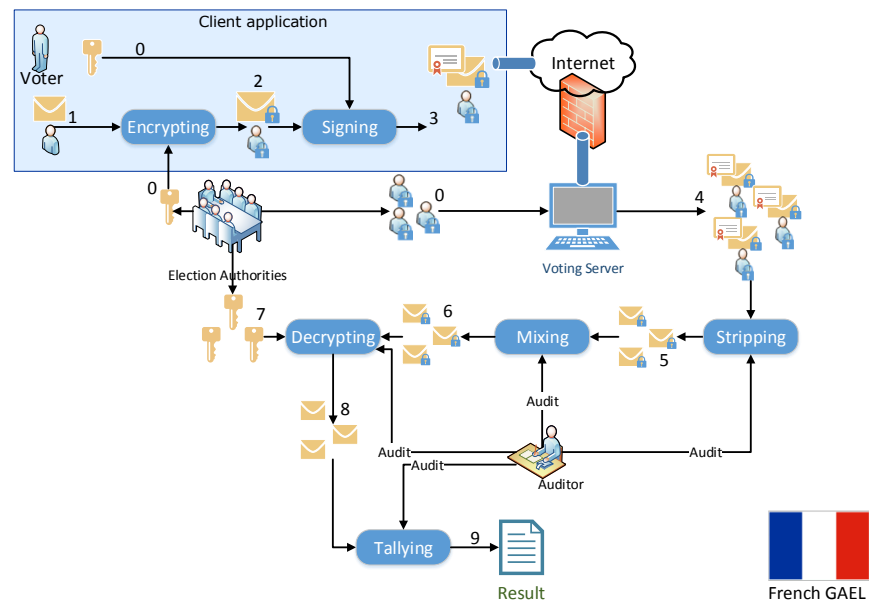 Client application
Voter
0
1
Encrypting
2
Signing
3
Internet
0
0
4
Election Authorities
Voting Server
7
Decrypting
6
Mixing
5
Stripping
8
Audit
Audit
Audit
Audit
Auditor
Tallying
9
Result
French GAEL